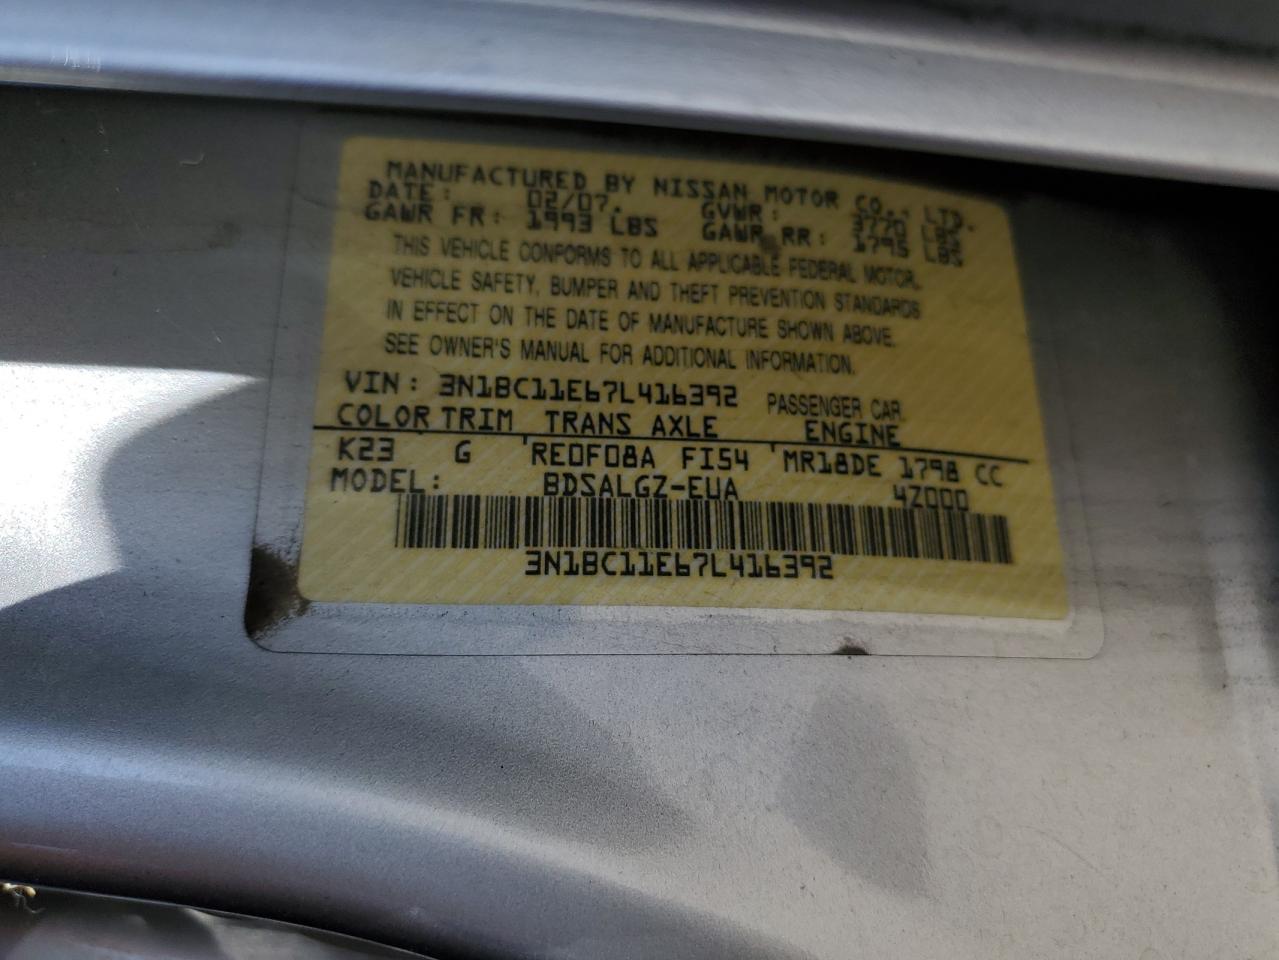 MANUFACTURED BY NISSAN MOTOR CO., LTD.
DATE: 02/07. GVWR: 3770 LBS
GAWR FR: 1993 LBS GAWR RR: 1795 LBS
THIS VEHICLE CONFORMS TO ALL APPLICABLE FEDERAL MOTOR
VEHICLE SAFETY, BUMPER AND THEFT PREVENTION STANDARDS
IN EFFECT ON THE DATE OF MANUFACTURE SHOWN ABOVE.
SEE OWNER'S MANUAL FOR ADDITIONAL INFORMATION.
VIN: 3N1BC11E67L416392 PASSENGER CAR
COLOR TRIM TRANS AXLE ENGINE
K23 G RE0F08A FI54 MR18DE 1798 CC
MODEL: BDSALGZ-EUA 4Z000
3N1BC11E67L416392